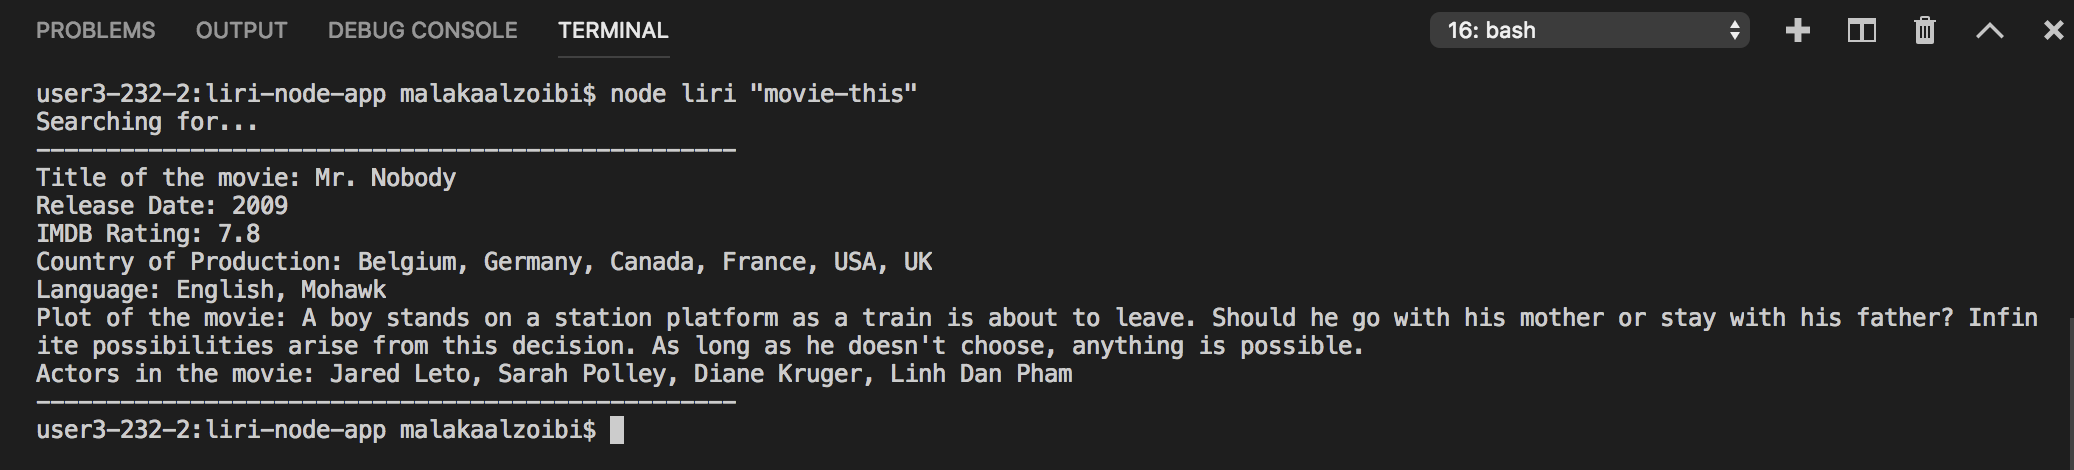 PROBLEMS OUTPUT DEBUG CONSOLE TERMINAL 16: bash
user3-232-2:liri-node-app malakaalzoibi$ node liri "movie-this"
Searching for...
--------------------------------------------------
Title of the movie: Mr. Nobody
Release Date: 2009
IMDB Rating: 7.8
Country of Production: Belgium, Germany, Canada, France, USA, UK
Language: English, Mohawk
Plot of the movie: A boy stands on a station platform as a train is about to leave. Should he go with his mother or stay with his father? Infin
ite possibilities arise from this decision. As long as he doesn't choose, anything is possible.
Actors in the movie: Jared Leto, Sarah Polley, Diane Kruger, Linh Dan Pham
--------------------------------------------------
user3-232-2:liri-node-app malakaalzoibi$